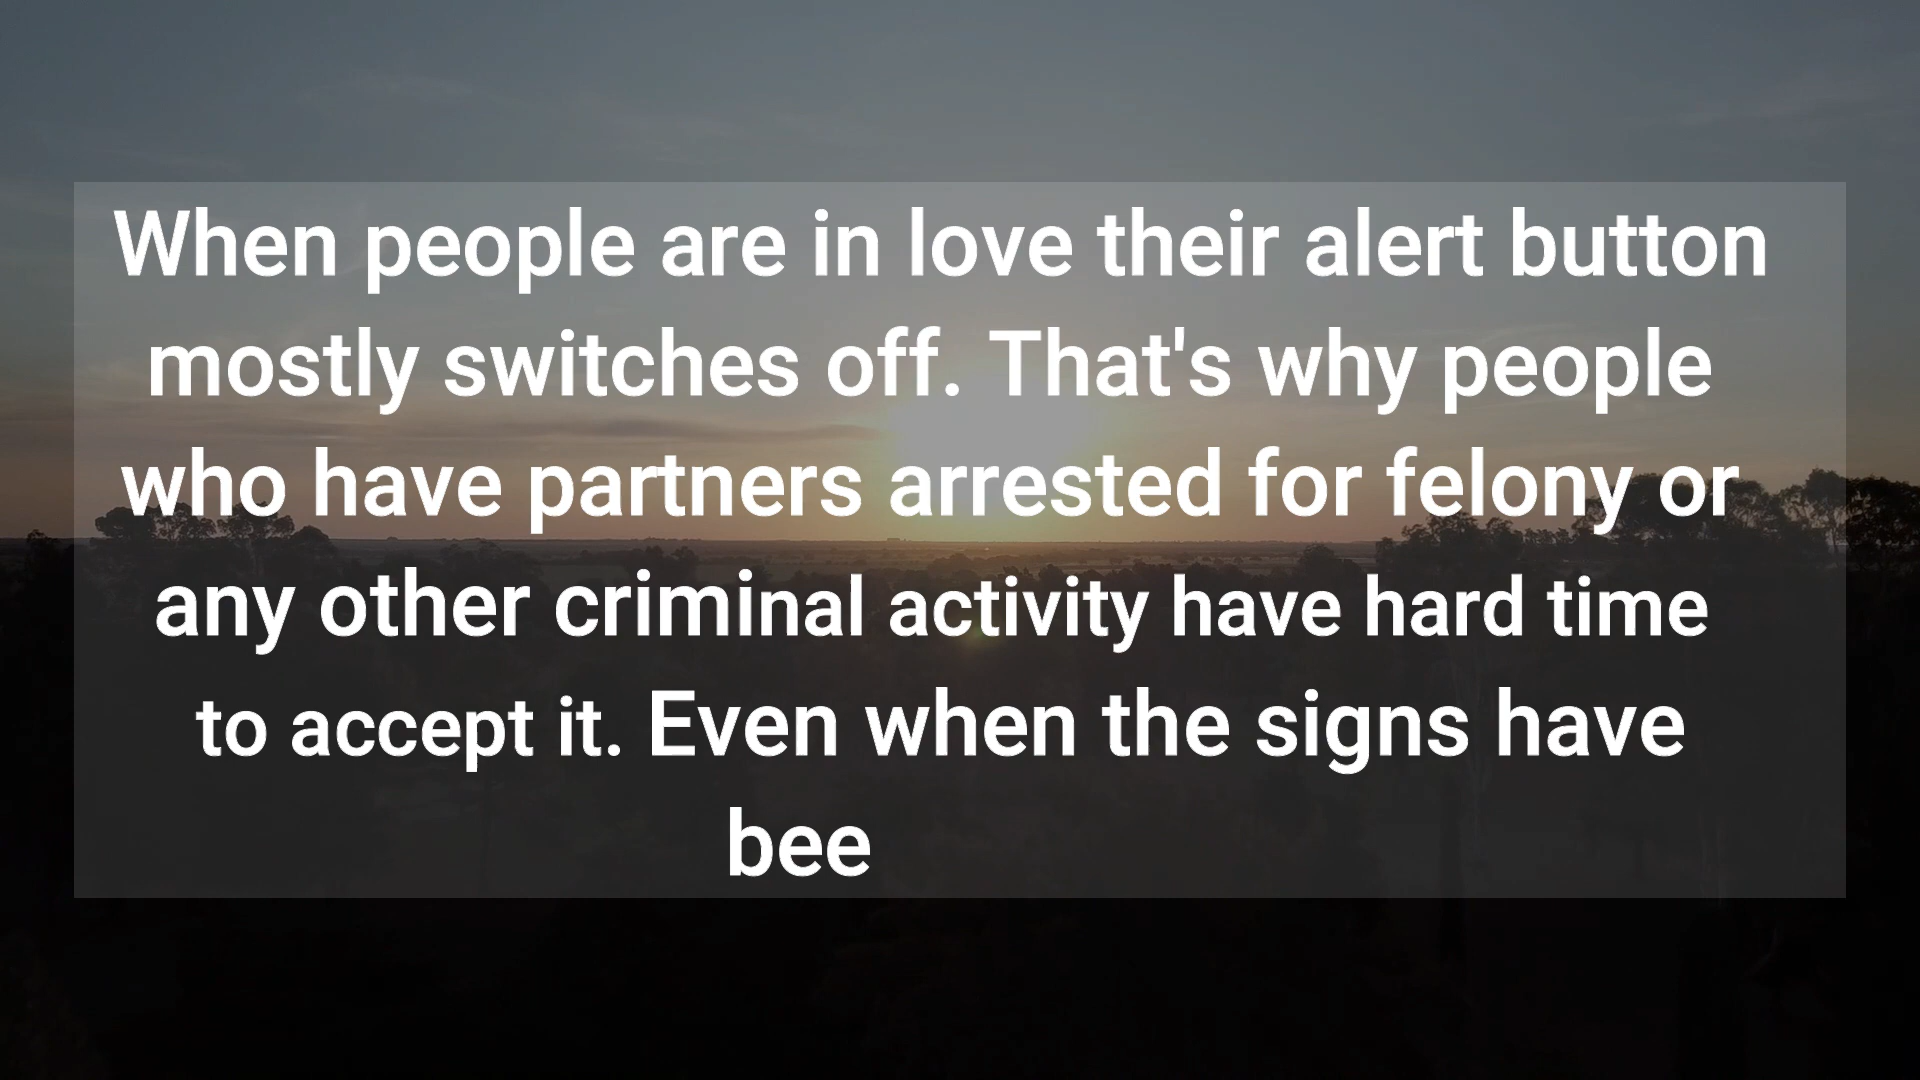 When people are in love their alert button
mostly switches off. That's why people
who have partners arrested for felony or
any other criminal activity have hard time
to accept it. Even when the signs have
bee